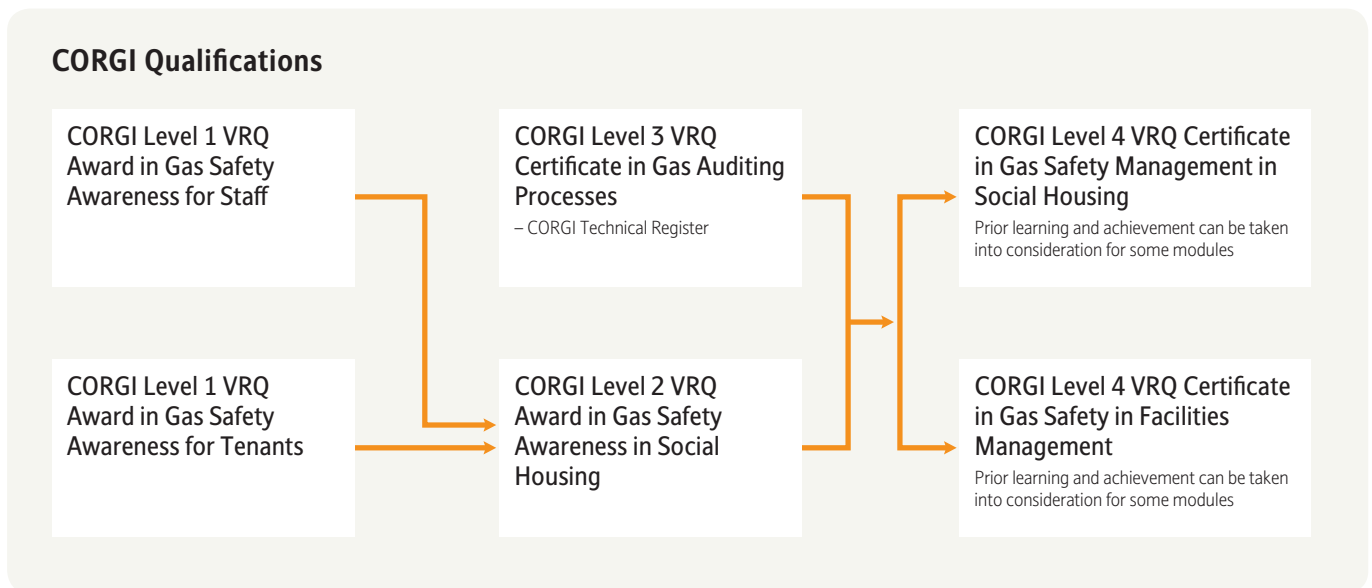 CORGI Qualifications
CORGI Level 1 VRQ
Award in Gas Safety
Awareness for Staff
CORGI Level 3 VRQ
Certificate in Gas Auditing
Processes
– CORGI Technical Register
CORGI Level 4 VRQ Certificate
in Gas Safety Management in
Social Housing
Prior learning and achievement can be taken
into consideration for some modules
CORGI Level 1 VRQ
Award in Gas Safety
Awareness for Tenants
CORGI Level 2 VRQ
Award in Gas Safety
Awareness in Social
Housing
CORGI Level 4 VRQ Certificate
in Gas Safety in Facilities
Management
Prior learning and achievement can be taken
into consideration for some modules